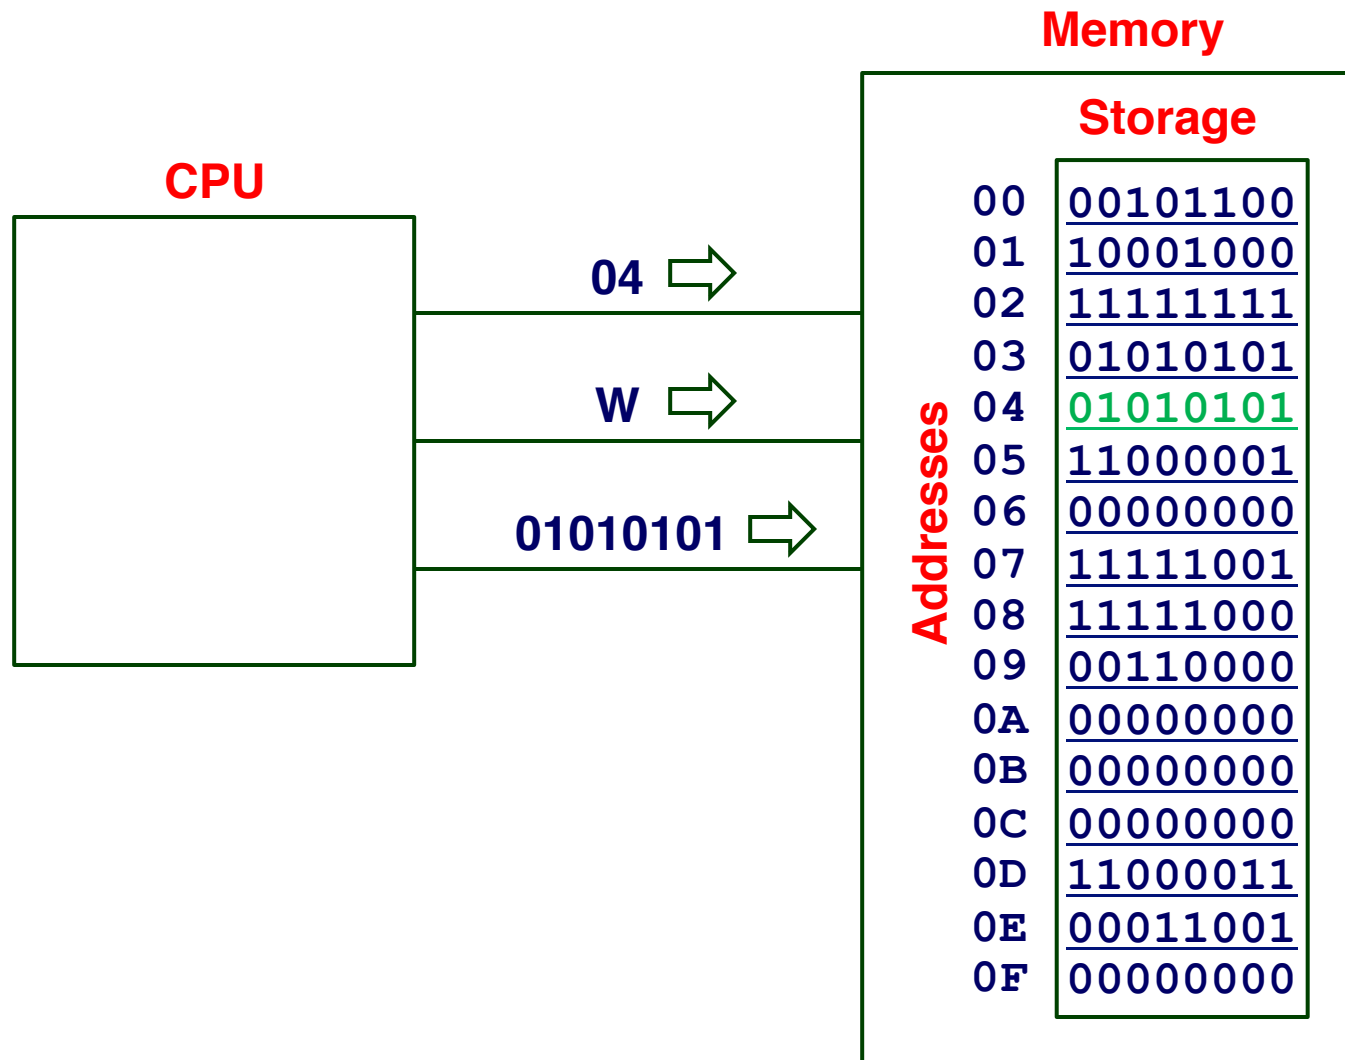 Memory
Storage
CPU
04
W
01010101
Addresses
00 00101100
01 10001000
02 11111111
03 01010101
04 01010101
05 11000001
06 00000000
07 11111001
08 11111000
09 00110000
0A 00000000
0B 00000000
0C 00000000
0D 11000011
0E 00011001
0F 00000000